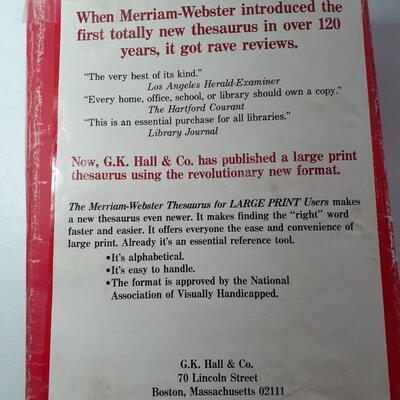 When Merriam-Webster introduced the
first totally new thesaurus in over 120
years, it got rave reviews.
“The very best of its kind.”
Los Angeles Herald-Examiner
“Every home, office, school, or library should own a copy.”
The Hartford Courant
“This is an essential purchase for all libraries.”
Library Journal
Now, G.K. Hall & Co. has published a large print
thesaurus using the revolutionary new format.
The Merriam-Webster Thesaurus for LARGE PRINT Users makes
a new thesaurus even newer. It makes finding the “right” word
faster and easier. It offers everyone the ease and convenience of
large print. Already it's an essential reference tool.
•It's alphabetical.
•It's easy to handle.
•The format is approved by the National
Association of Visually Handicapped.
G.K. Hall & Co.
70 Lincoln Street
Boston, Massachusetts 02111